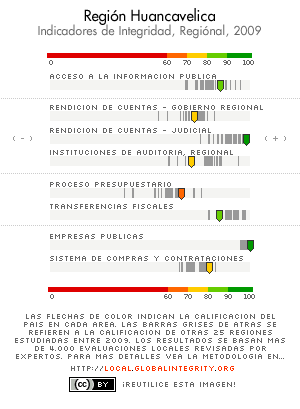 Región Huancavelica
Indicadores de Integridad, Regiónal, 2009
0 60 70 80 90 100
ACCESO A LA INFORMACION PUBLICA
RENDICION DE CUENTAS - GOBIERNO REGIONAL
(-) RENDICION DE CUENTAS - JUDICIAL (+)
INSTITUCIONES DE AUDITORIA, REGIONAL
PROCESO PRESUPUESTARIO
TRANSFERENCIAS FISCALES
EMPRESAS PUBLICAS
SISTEMA DE COMPRAS Y CONTRATACIONES
0 60 70 80 90 100
LAS FLECHAS DE COLOR INDICAN LA CALIFICACION DEL
PAIS EN CADA AREA. LAS BARRAS GRISES DE ATRAS SE
REFIEREN A LA CALIFICACION DE OTRAS 25 REGIONES
ESTUDIADAS ENTRE 2009. LOS RESULTADOS SE BASAN MAS
DE 4,000 EVALUACIONES LOCALES REVISADAS POR
EXPERTOS. PARA MAS DETALLES VEA LA METODOLOGIA EN...
HTTP://LOCAL.GLOBALINTEGRITY.ORG
cc BY ¡REUTILICE ESTA IMAGEN!